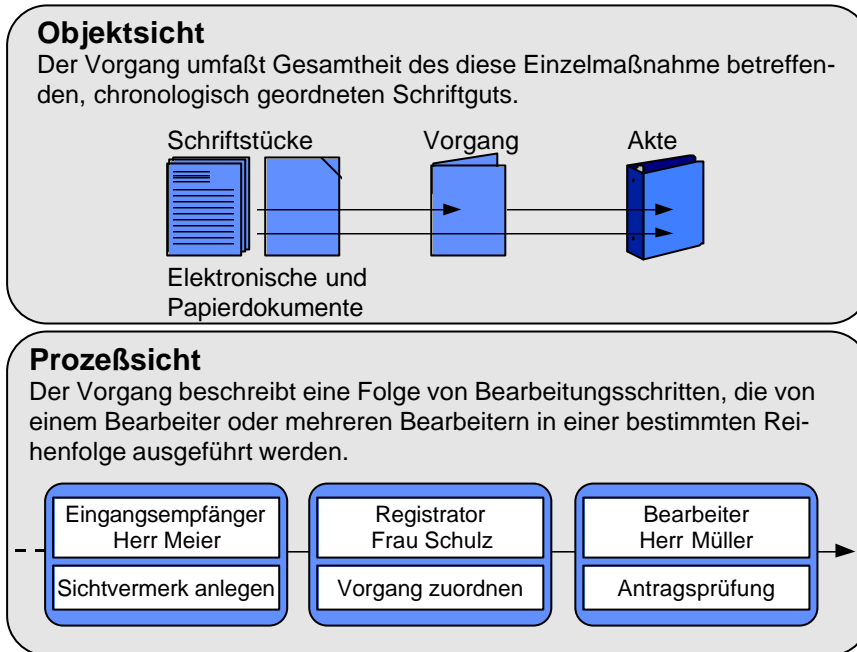 Objektsicht
Der Vorgang umfaßt Gesamtheit des diese Einzelmaßnahme betreffen-
den, chronologisch geordneten Schriftguts.
Schriftstücke Vorgang Akte
Elektronische und
Papierdokumente
Prozeßsicht
Der Vorgang beschreibt eine Folge von Bearbeitungsschritten, die von
einem Bearbeiter oder mehreren Bearbeitern in einer bestimmten Rei-
henfolge ausgeführt werden.
Eingangsempfänger
Herr Meier
Sichtvermerk anlegen
Registrator
Frau Schulz
Vorgang zuordnen
Bearbeiter
Herr Müller
Antragsprüfung